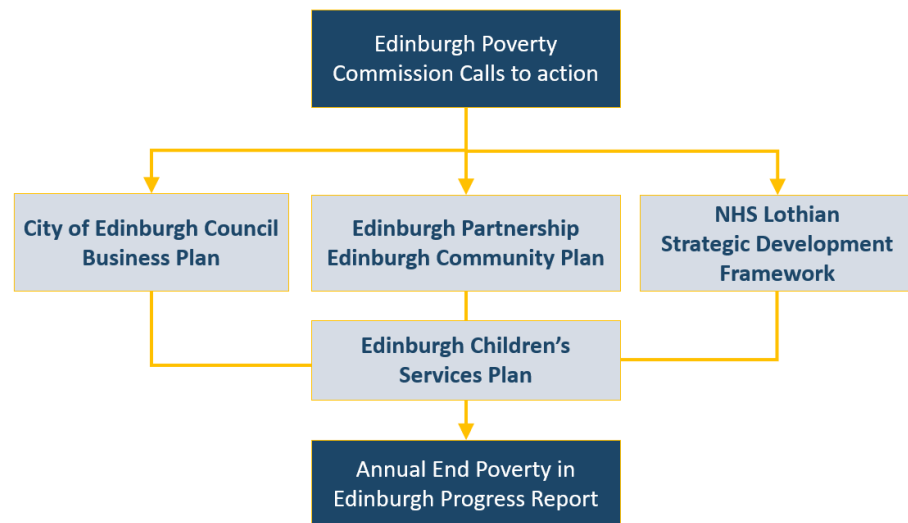 Edinburgh Poverty
Commission Calls to action
City of Edinburgh Council
Business Plan
Edinburgh Partnership
Edinburgh Community Plan
NHS Lothian
Strategic Development
Framework
Edinburgh Children’s
Services Plan
Annual End Poverty in
Edinburgh Progress Report